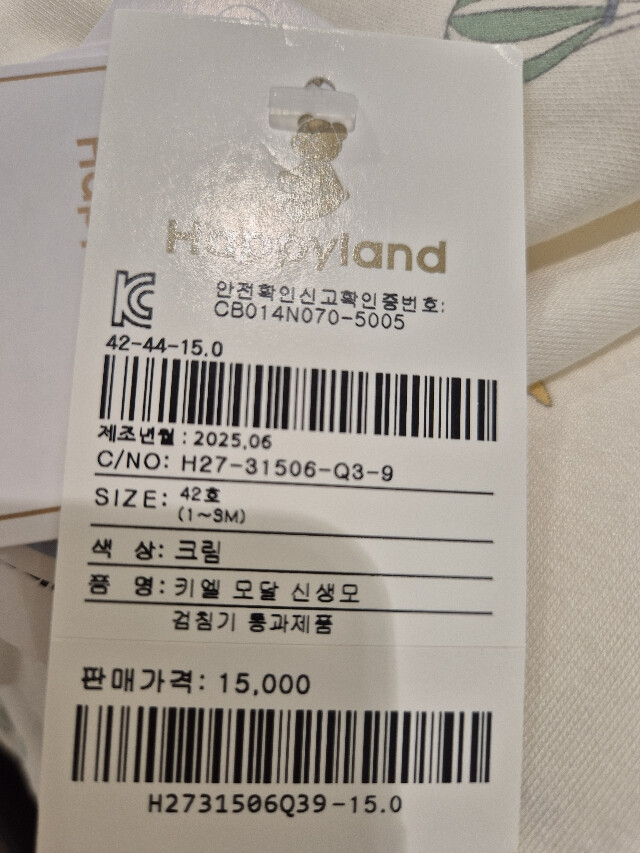 Happyland
안전확인신고확인증번호:
CB014N070-5005
42-44-15.0
제조년월 : 2025.06
C/NO: H27-31506-Q3-9
SIZE: 42호
(1~3M)
색 상: 크림
품 명: 키엘 모달 신생모
검침기 통과제품
판매가격: 15,000
H2731506Q39-15.0